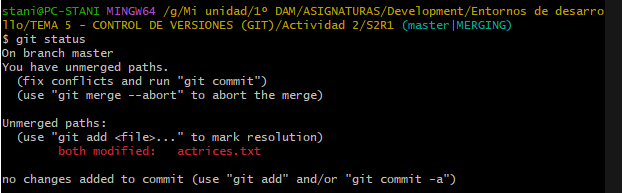 stani@PC-STANI MINGW64 /g/Mi unidad/1º DAM/ASIGNATURAS/Development/Entornos de desarro
llo/TEMA 5 - CONTROL DE VERSIONES (GIT)/Actividad 2/S2R1 (master|MERGING)
$ git status
On branch master
You have unmerged paths.
  (fix conflicts and run "git commit")
  (use "git merge --abort" to abort the merge)

Unmerged paths:
  (use "git add <file>..." to mark resolution)
        both modified:   actrices.txt

no changes added to commit (use "git add" and/or "git commit -a")